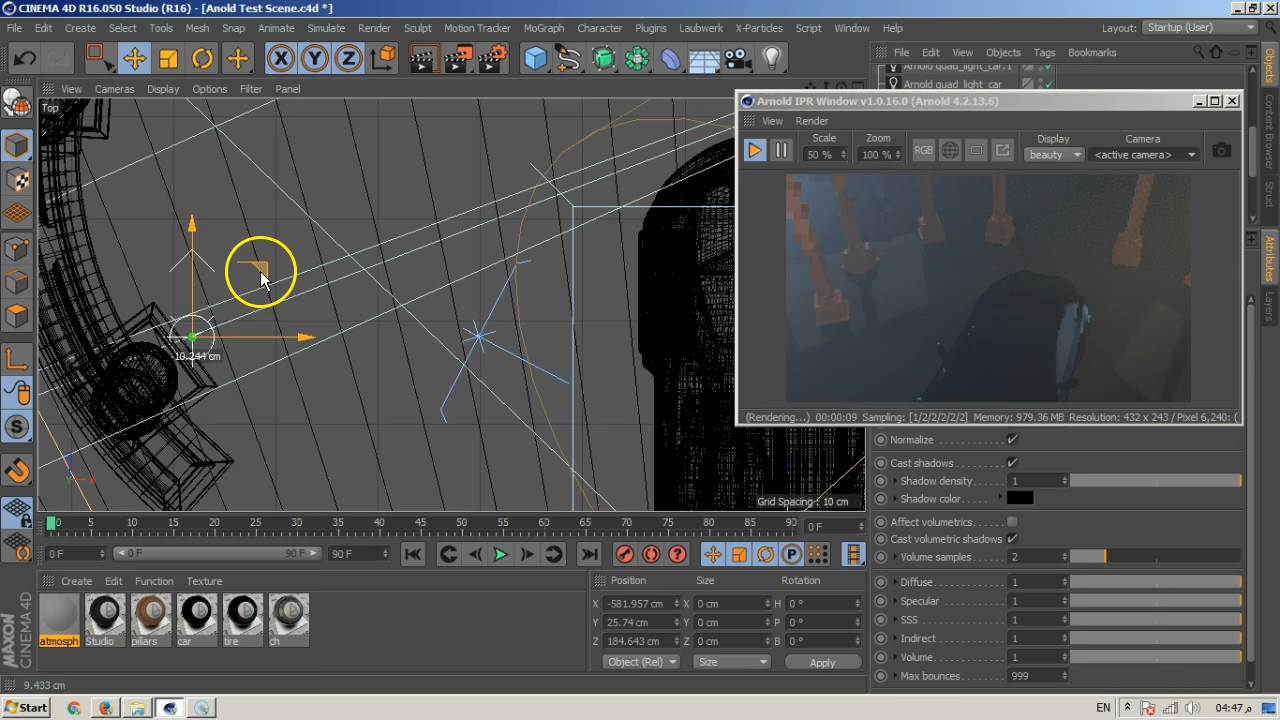 CINEMA 4D R16.050 Studio (R16) - [Anold Test Scene.c4d *]
File Edit Create Select Tools Mesh Snap Animate Simulate Render Sculpt Motion Tracker MoGraph Character Plugins Laubwerk X-Particles Script Window Help Layout: Startup (User)
File Edit View Objects Tags Bookmarks
View Cameras Display Options Filter Panel
Arnold quad_light_car.1
Arnold quad_light_car
Top
Arnold IPR Window v1.0.16.0 (Arnold 4.2.13.6)
View Render
Scale Zoom Display Camera
50 % 100 % RGB beauty <active camera>
10.244 cm
(Rendering...) 00:00:09 Sampling: [1/2/2/2/2/2] Memory: 979.36 MB Resolution: 432 x 243 / Pixel 6,240: (
Objects
Content Browser
Struct
Attributes
Layers
Normalize
Cast shadows
Shadow density 1
Shadow color
Affect volumetrics
Cast volumetric shadows
Volume samples 2
Diffuse 1
Specular 1
SSS 1
Indirect 1
Volume 1
Max bounces 999
Grid Spacing : 10 cm
0 5 10 15 20 25 30 35 40 45 50 55 60 65 70 75 80 85 90 0 F
0 F 0 F 90 F 90 F
Create Edit Function Texture
atmosph Studio pillars car tire ch
Position Size Rotation
X -581.957 cm X 0 cm H 0 °
Y 25.74 cm Y 0 cm P 0 °
Z 184.643 cm Z 0 cm B 0 °
Object (Rel) Size Apply
MAXON CINEMA 4D
9.433 cm
Start EN 04:47 م